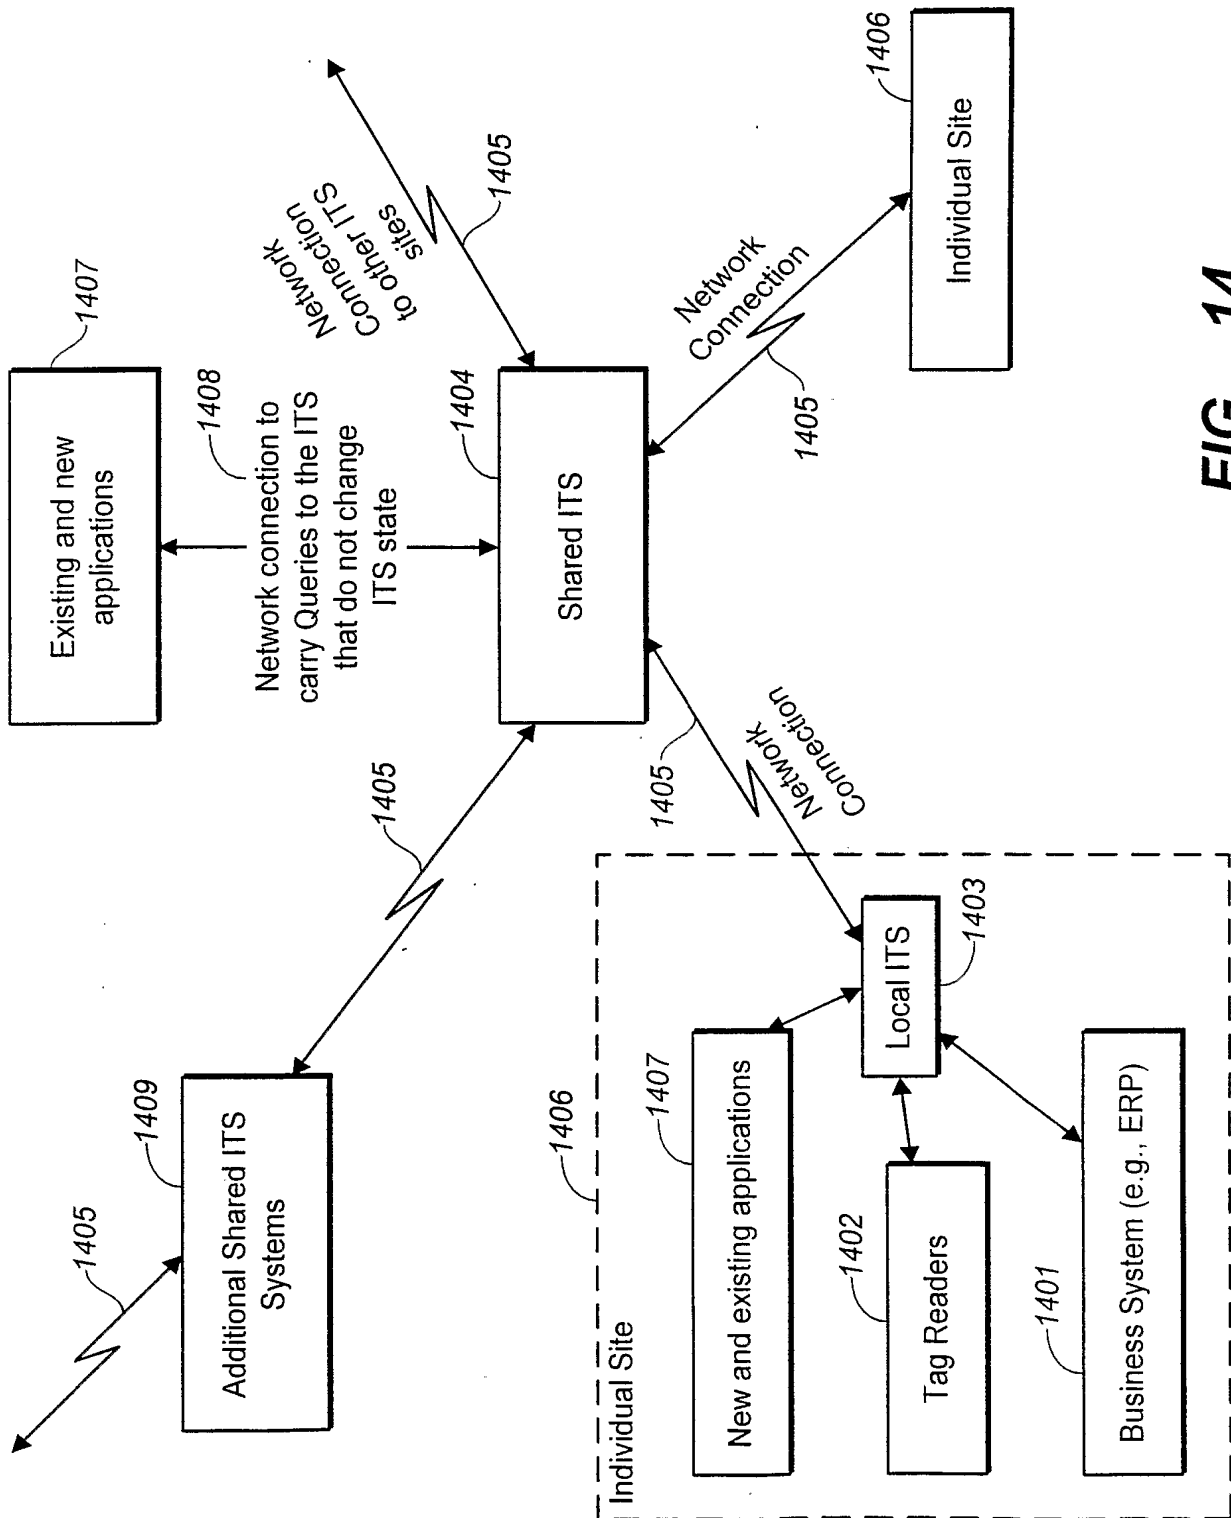 1405
1409
Additional Shared ITS
Systems
1405
Existing and new
applications
1407
1408
Network connection to
carry Queries to the ITS
that do not change
ITS state
Network
Connection
to other ITS
sites
1405
1404
Shared ITS
1405
Network
Connection
Network
Connection
1405
1406
Individual Site
1406
Individual Site
1407
New and existing applications
1402
Tag Readers
1401
Business System (e.g., ERP)
Local ITS
1403
FIG._14